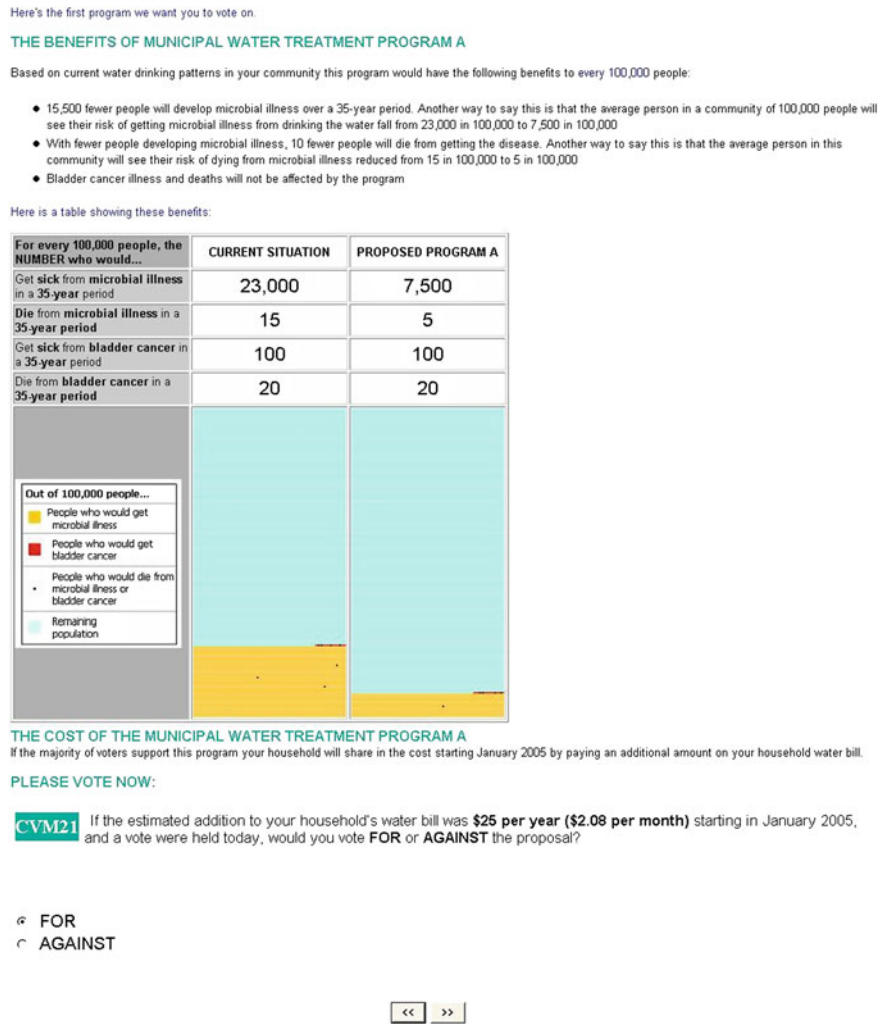 Here's the first program we want you to vote on.
THE BENEFITS OF MUNICIPAL WATER TREATMENT PROGRAM A
Based on current water drinking patterns in your community this program would have the following benefits to every 100,000 people:
• 15,500 fewer people will develop microbial illness over a 35-year period. Another way to say this is that the average person in a community of 100,000 people will
see their risk of getting microbial illness from drinking the water fall from 23,000 in 100,000 to 7,500 in 100,000
• With fewer people developing microbial illness, 10 fewer people will die from getting the disease. Another way to say this is that the average person in this
community will see their risk of dying from microbial illness reduced from 15 in 100,000 to 5 in 100,000
• Bladder cancer illness and deaths will not be affected by the program
Here is a table showing these benefits:
For every 100,000 people, the
NUMBER who would...
CURRENT SITUATION
PROPOSED PROGRAM A
Get sick from microbial illness
in a 35-year period
23,000
7,500
Die from microbial illness in a
35-year period
15
5
Get sick from bladder cancer in
a 35-year period
100
100
Die from bladder cancer in a
35-year period
20
20
Out of 100,000 people...
People who would get
microbial illness
People who would get
bladder cancer
People who would die from
microbial illness or
bladder cancer
Remaining
population
THE COST OF THE MUNICIPAL WATER TREATMENT PROGRAM A
If the majority of voters support this program your household will share in the cost starting January 2005 by paying an additional amount on your household water bill.
PLEASE VOTE NOW:
CVM21 If the estimated addition to your household's water bill was $25 per year ($2.08 per month) starting in January 2005,
and a vote were held today, would you vote FOR or AGAINST the proposal?
FOR
AGAINST
<< >>